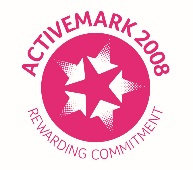 ACTIVEMARK 2008
REWARDING COMMITMENT